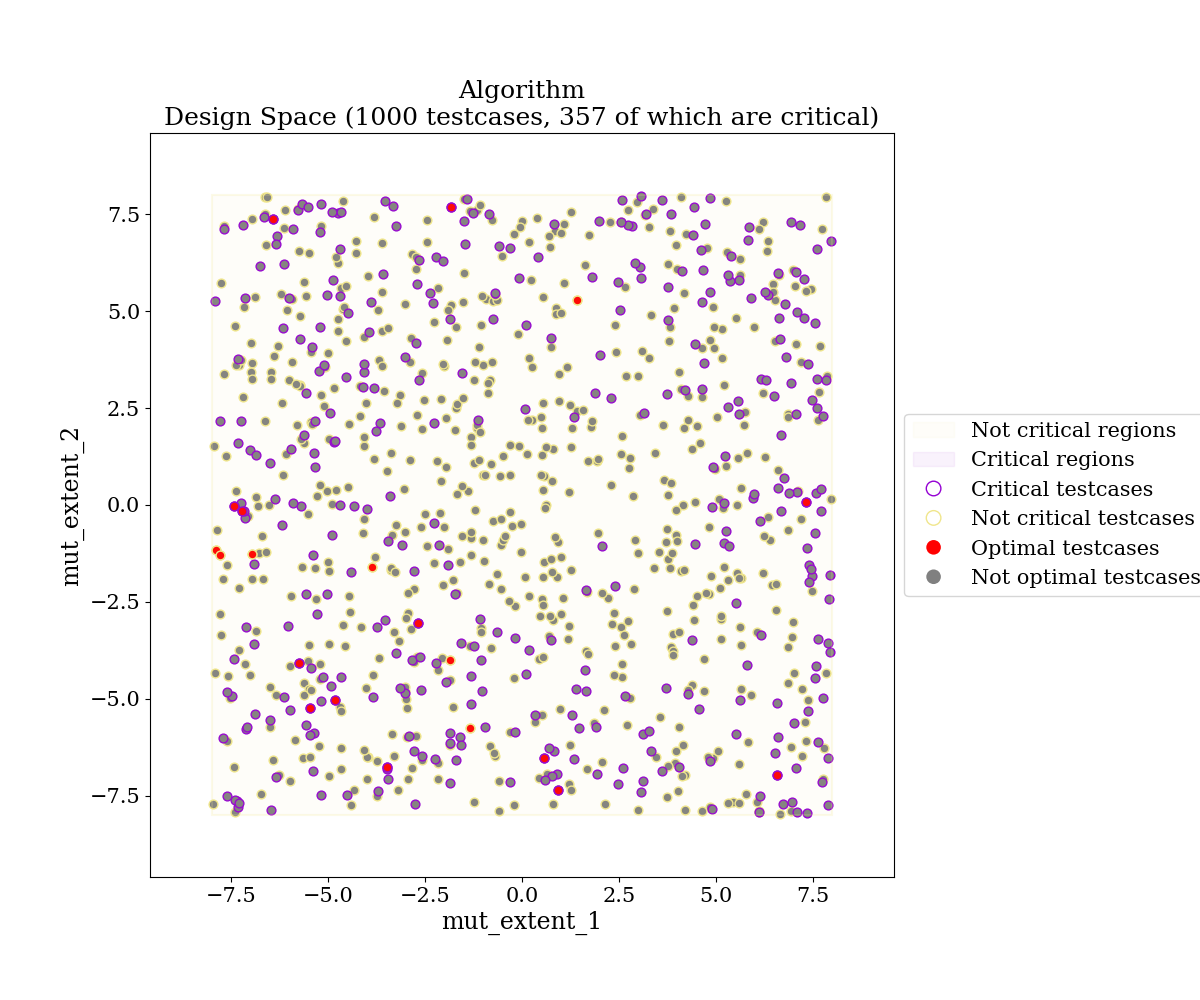 Algorithm
Design Space (1000 testcases, 357 of which are critical)
7.5
5.0
2.5
0.0
−2.5
−5.0
−7.5
mut_extent_2
−7.5 −5.0 −2.5 0.0 2.5 5.0 7.5
mut_extent_1
Not critical regions
Critical regions
Critical testcases
Not critical testcases
Optimal testcases
Not optimal testcases